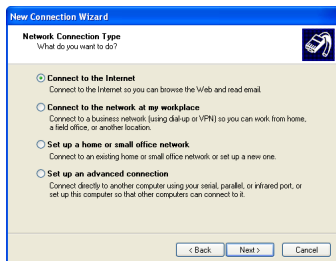 New Connection Wizard
Network Connection Type
What do you want to do?
Connect to the Internet
Connect to the Internet so you can browse the Web and read email.
Connect to the network at my workplace
Connect to a business network (using dial-up or VPN) so you can work from home,
a field office, or another location.
Set up a home or small office network
Connect to an existing home or small office network or set up a new one.
Set up an advanced connection
Connect directly to another computer using your serial, parallel, or infrared port, or
set up this computer so that other computers can connect to it.
< Back Next > Cancel